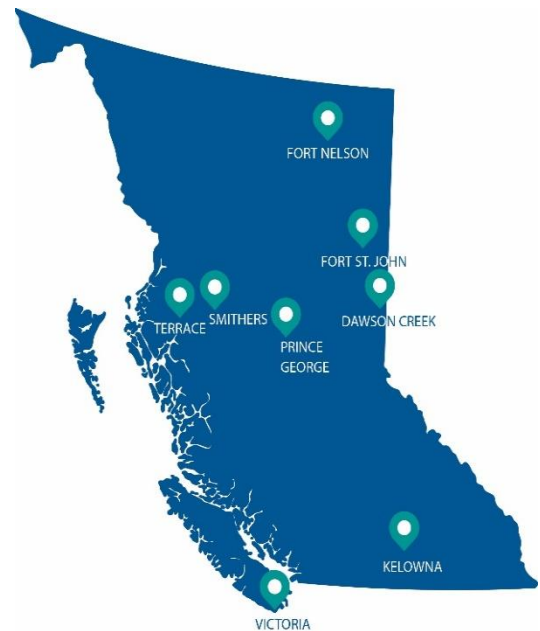 FORT NELSON
FORT ST. JOHN
TERRACE
SMITHERS
DAWSON CREEK
PRINCE
GEORGE
KELOWNA
VICTORIA